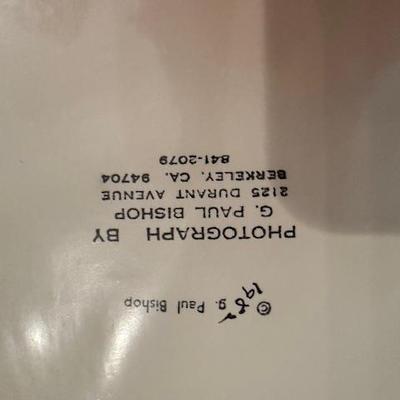 © g. Paul Bishop
PHOTOGRAPH BY
G. PAUL BISHOP
2125 DURANT AVENUE
BERKELEY, CA. 94704
841-2079